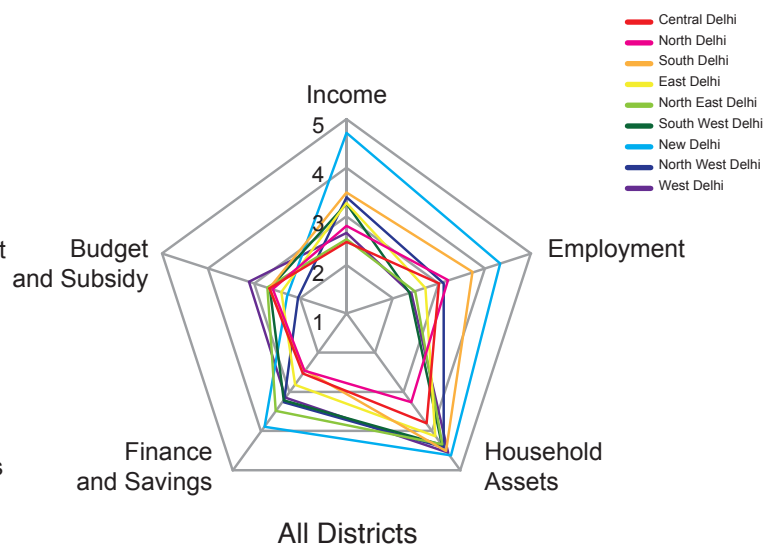 Central Delhi
North Delhi
South Delhi
East Delhi
North East Delhi
South West Delhi
New Delhi
North West Delhi
West Delhi
Income
5
4
3
2
1
Employment
Budget
and Subsidy
t
Finance
and Savings
s
Household
Assets
All Districts